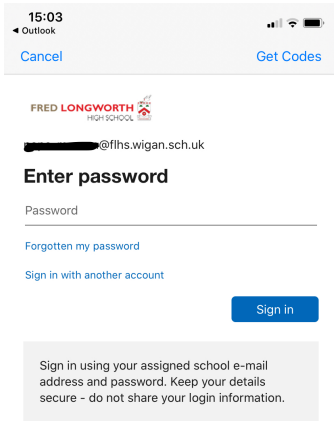 15:03
◀ Outlook
Cancel Get Codes
FRED LONGWORTH
HIGH SCHOOL
@flhs.wigan.sch.uk
Enter password
Password
Forgotten my password
Sign in with another account
Sign in
Sign in using your assigned school e-mail
address and password. Keep your details
secure - do not share your login information.